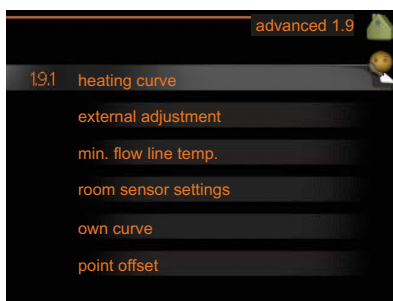 advanced 1.9
1.9.1 heating curve
external adjustment
min. flow line temp.
room sensor settings
own curve
point offset